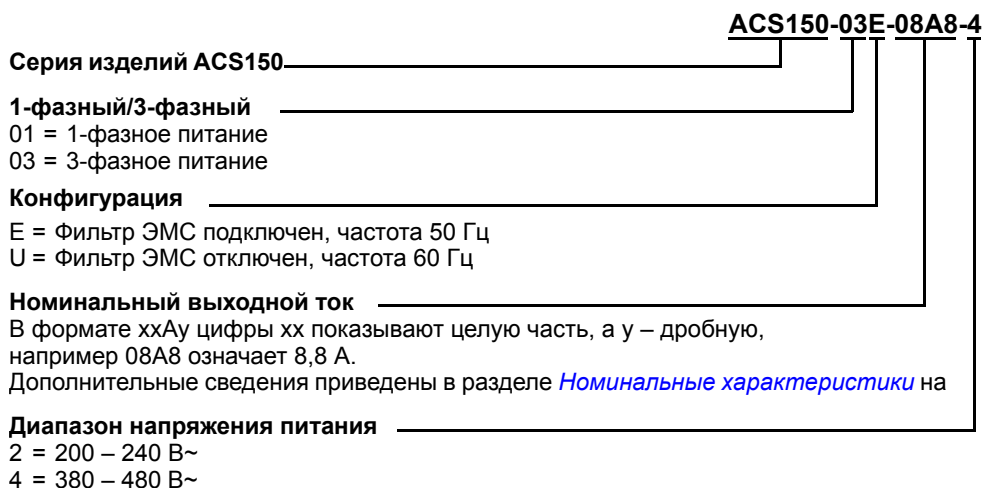 ACS150-03E-08A8-4
Серия изделий ACS150
1-фазный/3-фазный
01 = 1-фазное питание
03 = 3-фазное питание
Конфигурация
E = Фильтр ЭМС подключен, частота 50 Гц
U = Фильтр ЭМС отключен, частота 60 Гц
Номинальный выходной ток
В формате xxAy цифры xx показывают целую часть, а y – дробную,
например 08A8 означает 8,8 А.
Дополнительные сведения приведены в разделе Номинальные характеристики на
Диапазон напряжения питания
2 = 200 – 240 В~
4 = 380 – 480 В~